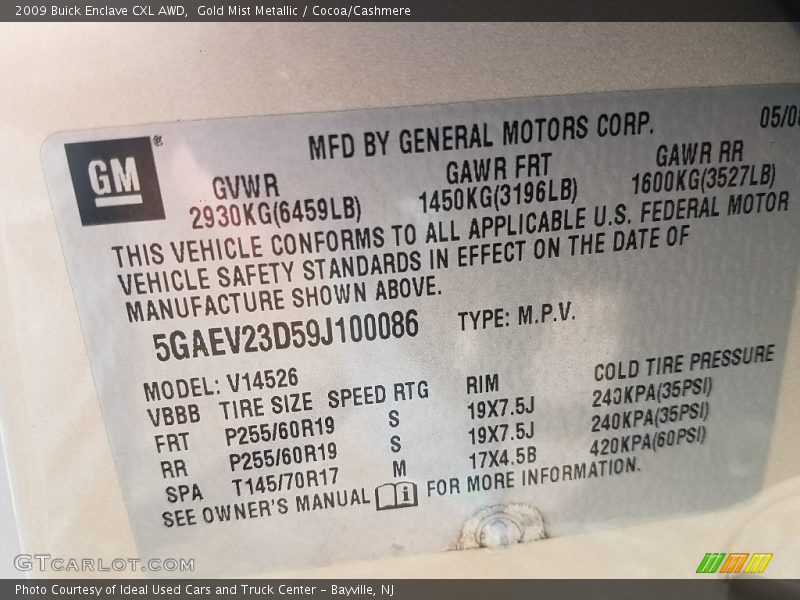 2009 Buick Enclave CXL AWD, Gold Mist Metallic / Cocoa/Cashmere
GM ®
MFD BY GENERAL MOTORS CORP. 05/08
GVWR GAWR FRT GAWR RR
2930KG(6459LB) 1450KG(3196LB) 1600KG(3527LB)
THIS VEHICLE CONFORMS TO ALL APPLICABLE U.S. FEDERAL MOTOR
VEHICLE SAFETY STANDARDS IN EFFECT ON THE DATE OF
MANUFACTURE SHOWN ABOVE.
5GAEV23D59J100086 TYPE: M.P.V.
MODEL: V14526
VBBB TIRE SIZE SPEED RTG RIM COLD TIRE PRESSURE
FRT P255/60R19 S 19X7.5J 240KPA(35PSI)
RR P255/60R19 S 19X7.5J 240KPA(35PSI)
SPA T145/70R17 M 17X4.5B 420KPA(60PSI)
SEE OWNER'S MANUAL i FOR MORE INFORMATION.
GTCARLOT.COM
Photo Courtesy of Ideal Used Cars and Truck Center – Bayville, NJ